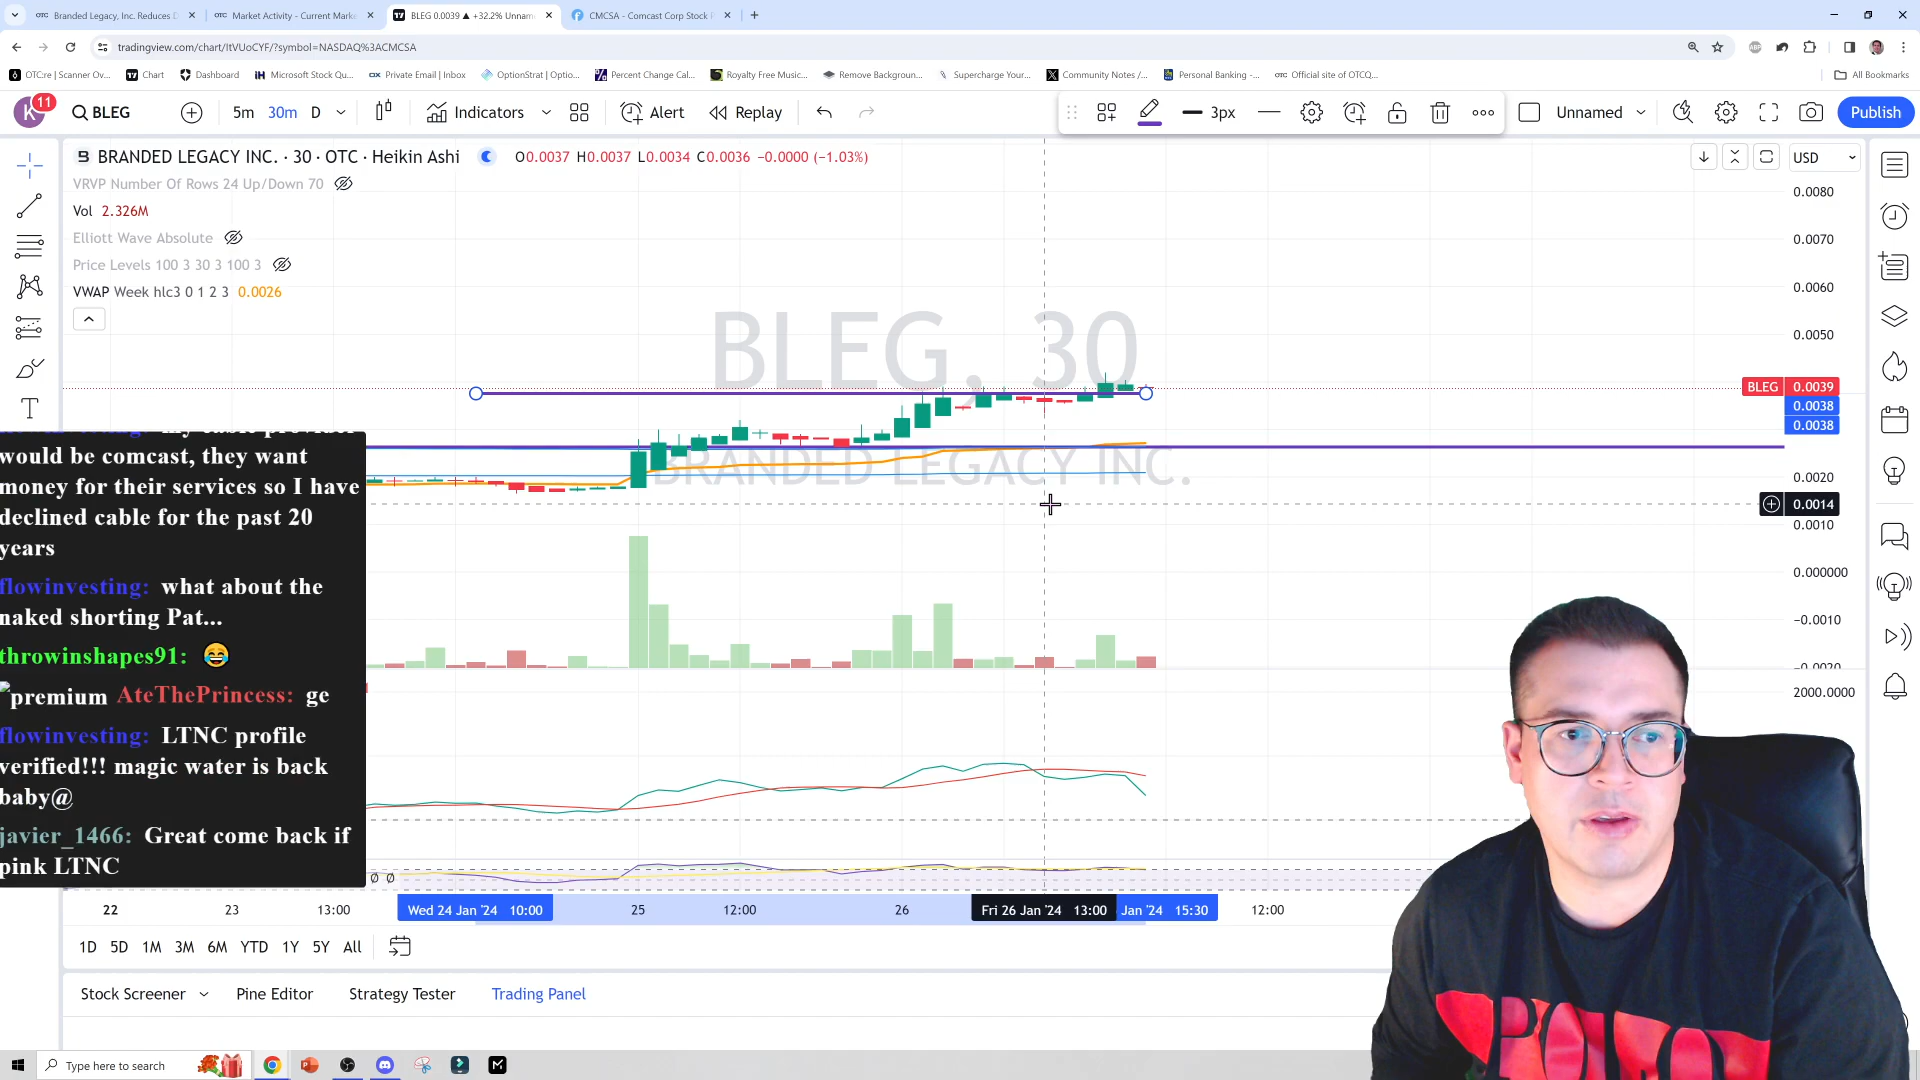 Branded Legacy, Inc. Reduces D
Market Activity - Current Marke
BLEG 0.0039 ▲ +32.2% Unnam
CMCSA - Comcast Corp Stock
tradingview.com/chart/ItVUoCYF/?symbol=NASDAQ%3ACMCSA
OTC:re | Scanner Ov... Chart Dashboard Microsoft Stock Qu... Private Email | Inbox OptionStrat | Optio... Percent Change Cal... Royalty Free Music... Remove Backgroun... Supercharge Your... Community Notes /... Personal Banking -... Official site of OTCQ... All Bookmarks
K 11 BLEG 5m 30m D Indicators Alert Replay 3px Unnamed Publish
BRANDED LEGACY INC. · 30 · OTC · Heikin Ashi O0.0037 H0.0037 L0.0034 C0.0036 −0.0000 (−1.03%)
USD
VRVP Number Of Rows 24 Up/Down 70
Vol 2.326M
Elliott Wave Absolute
Price Levels 100 3 30 3 100 3
VWAP Week hlc3 0 1 2 3 0.0026
BLEG, 30
BRANDED LEGACY INC.
0.0080
0.0070
0.0060
0.0050
BLEG 0.0039
0.0038
0.0038
0.0020
0.0014
0.0010
0.000000
−0.0010
−0.0020
2000.0000
would be comcast, they want
money for their services so I have
declined cable for the past 20
years
flowinvesting: what about the
naked shorting Pat...
throwinshapes91: 😂
premium AteThePrincess: ge
flowinvesting: LTNC profile
verified!!! magic water is back
baby@
javier_1466: Great come back if
pink LTNC
22 23 13:00 Wed 24 Jan '24 10:00 25 12:00 26 Fri 26 Jan '24 13:00 Jan '24 15:30 12:00
1D 5D 1M 3M 6M YTD 1Y 5Y All
Stock Screener Pine Editor Strategy Tester Trading Panel
Type here to search